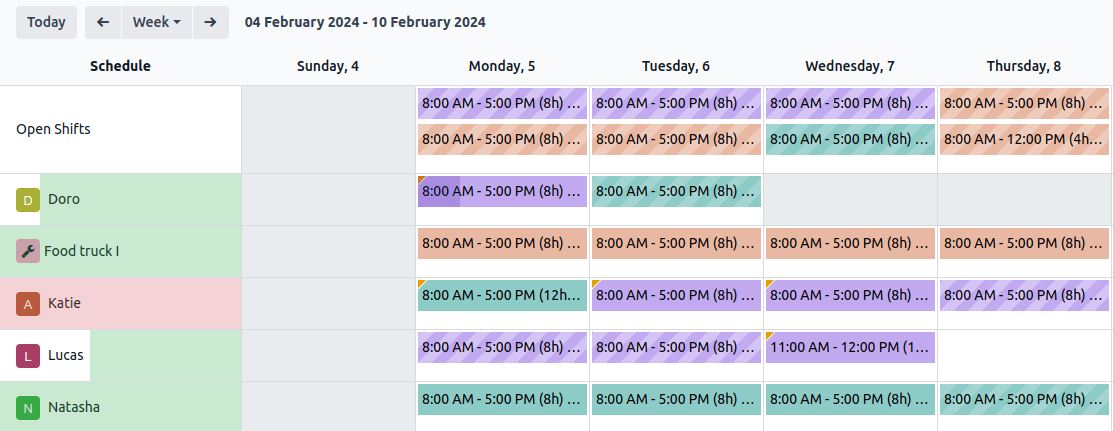 Today
Week
04 February 2024 - 10 February 2024
Schedule Sunday, 4 Monday, 5 Tuesday, 6 Wednesday, 7 Thursday, 8
Open Shifts
8:00 AM - 5:00 PM (8h) ... 8:00 AM - 5:00 PM (8h) ... 8:00 AM - 5:00 PM (8h) ... 8:00 AM - 5:00 PM (8h) ...
8:00 AM - 5:00 PM (8h) ... 8:00 AM - 5:00 PM (8h) ... 8:00 AM - 5:00 PM (8h) ... 8:00 AM - 12:00 PM (4h...
D Doro 8:00 AM - 5:00 PM (8h) ... 8:00 AM - 5:00 PM (8h) ...
Food truck I 8:00 AM - 5:00 PM (8h) ... 8:00 AM - 5:00 PM (8h) ... 8:00 AM - 5:00 PM (8h) ... 8:00 AM - 5:00 PM (8h) ...
A Katie 8:00 AM - 5:00 PM (12h... 8:00 AM - 5:00 PM (8h) ... 8:00 AM - 5:00 PM (8h) ... 8:00 AM - 5:00 PM (8h) ...
L Lucas 8:00 AM - 5:00 PM (8h) ... 8:00 AM - 5:00 PM (8h) ... 11:00 AM - 12:00 PM (1...
N Natasha 8:00 AM - 5:00 PM (8h) ... 8:00 AM - 5:00 PM (8h) ... 8:00 AM - 5:00 PM (8h) ... 8:00 AM - 5:00 PM (8h) ...